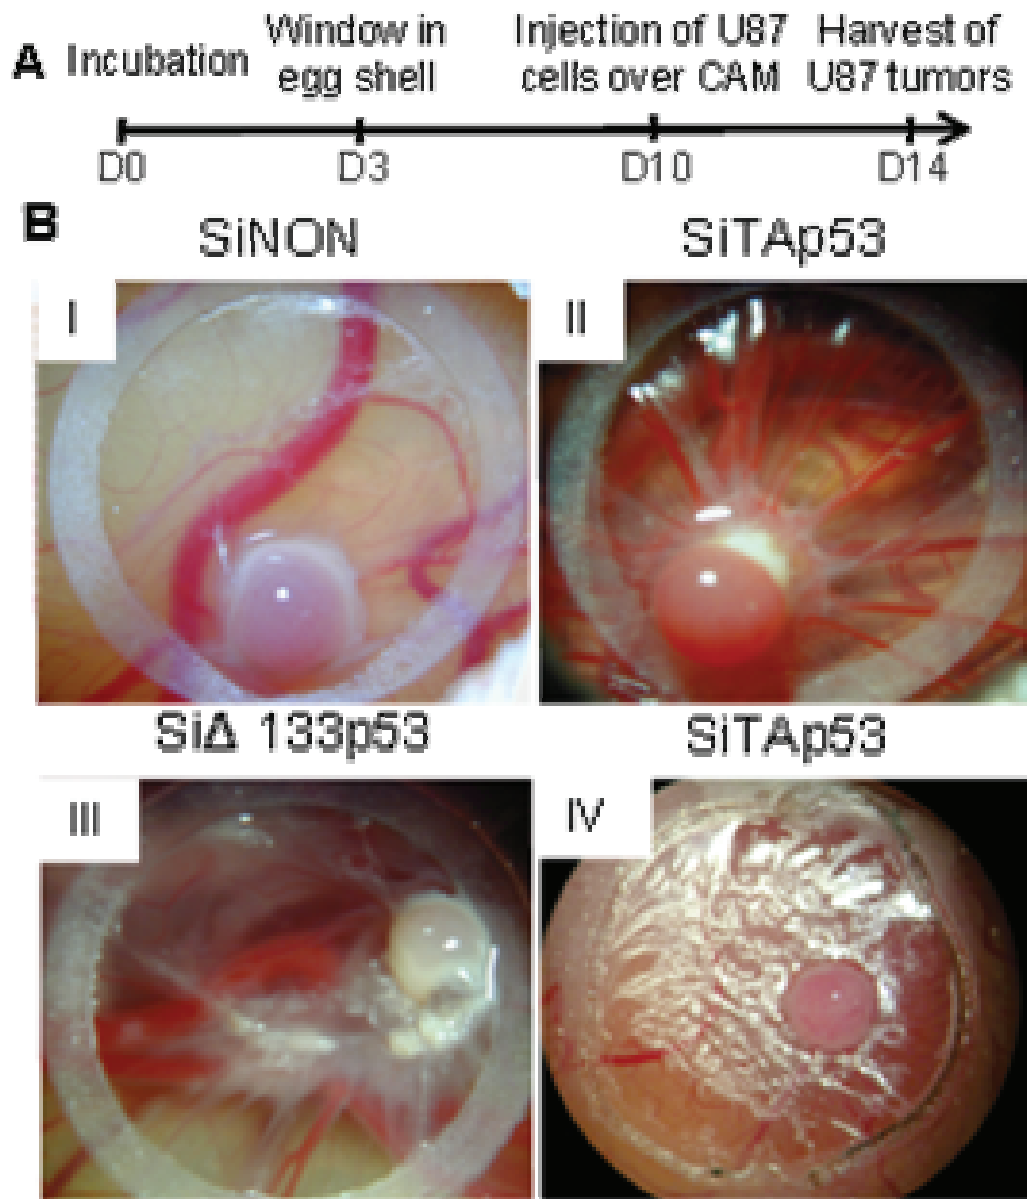 A Incubation
Window in
egg shell
Injection of U87
cells over CAM
Harvest of
U87 tumors
D0 D3 D10 D14
B
SiNON SiTAp53
I II
SiΔ 133p53 SiTAp53
III IV